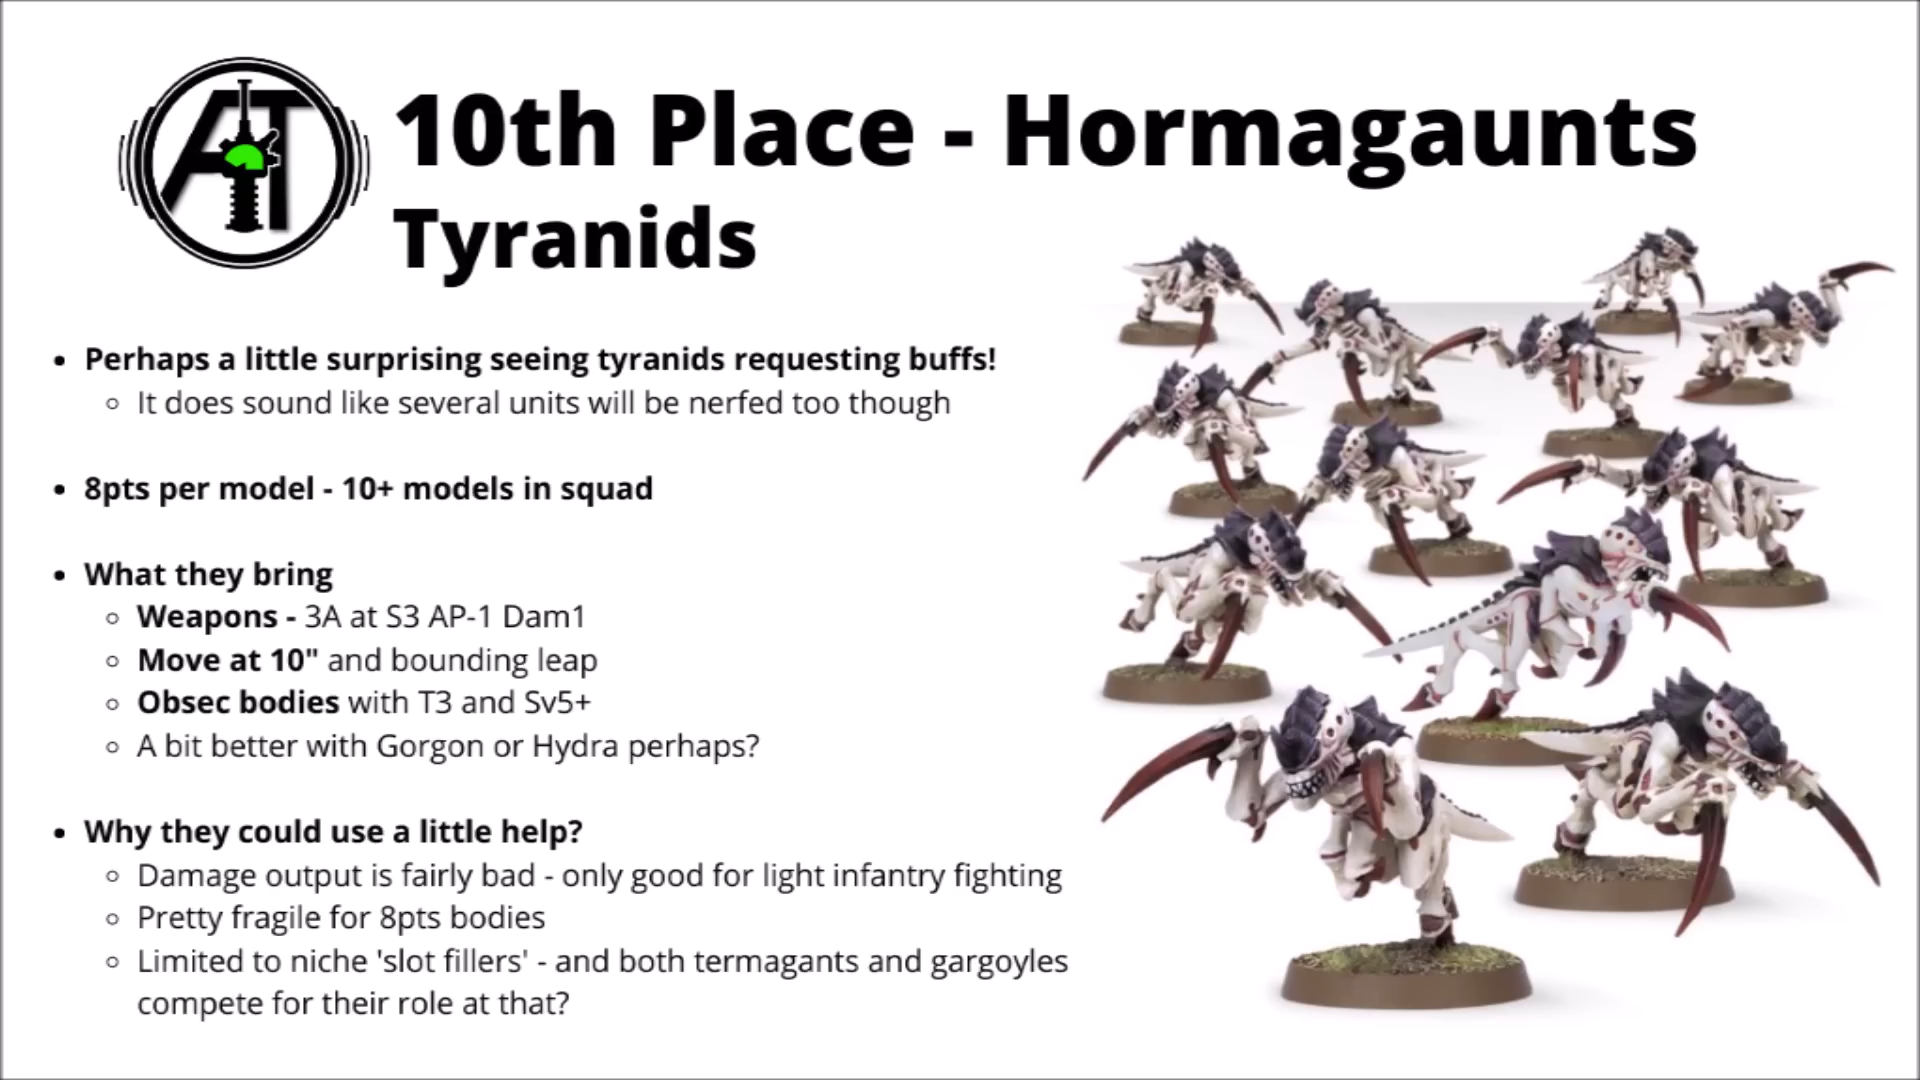 AT
10th Place - Hormagaunts
Tyranids
• Perhaps a little surprising seeing tyranids requesting buffs!
◦ It does sound like several units will be nerfed too though
• 8pts per model - 10+ models in squad
• What they bring
◦ Weapons - 3A at S3 AP-1 Dam1
◦ Move at 10" and bounding leap
◦ Obsec bodies with T3 and Sv5+
◦ A bit better with Gorgon or Hydra perhaps?
• Why they could use a little help?
◦ Damage output is fairly bad - only good for light infantry fighting
◦ Pretty fragile for 8pts bodies
◦ Limited to niche 'slot fillers' - and both termagants and gargoyles
compete for their role at that?